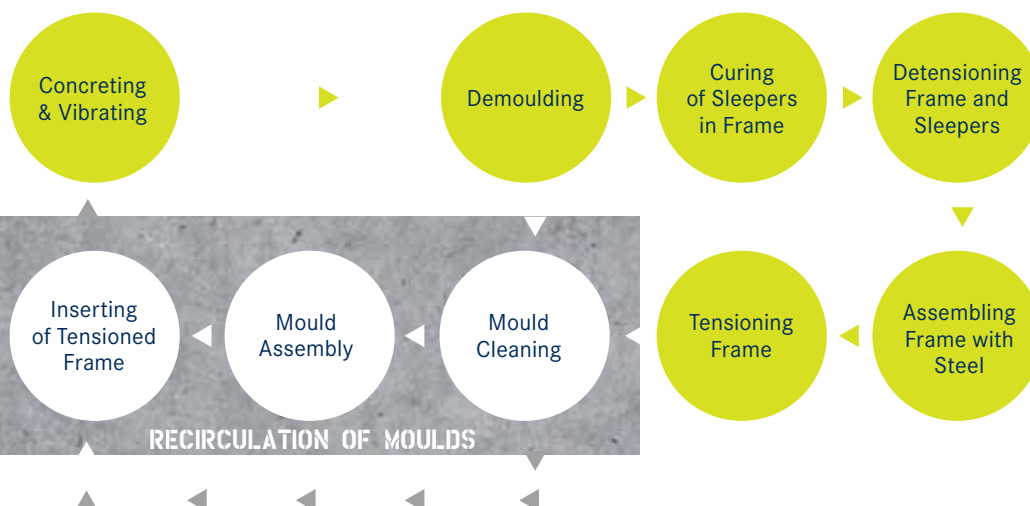 Concreting
& Vibrating
Demoulding
Curing
of Sleepers
in Frame
Detensioning
Frame and
Sleepers
Inserting
of Tensioned
Frame
Mould
Assembly
Mould
Cleaning
Tensioning
Frame
Assembling
Frame with
Steel
RECIRCULATION OF MOULDS